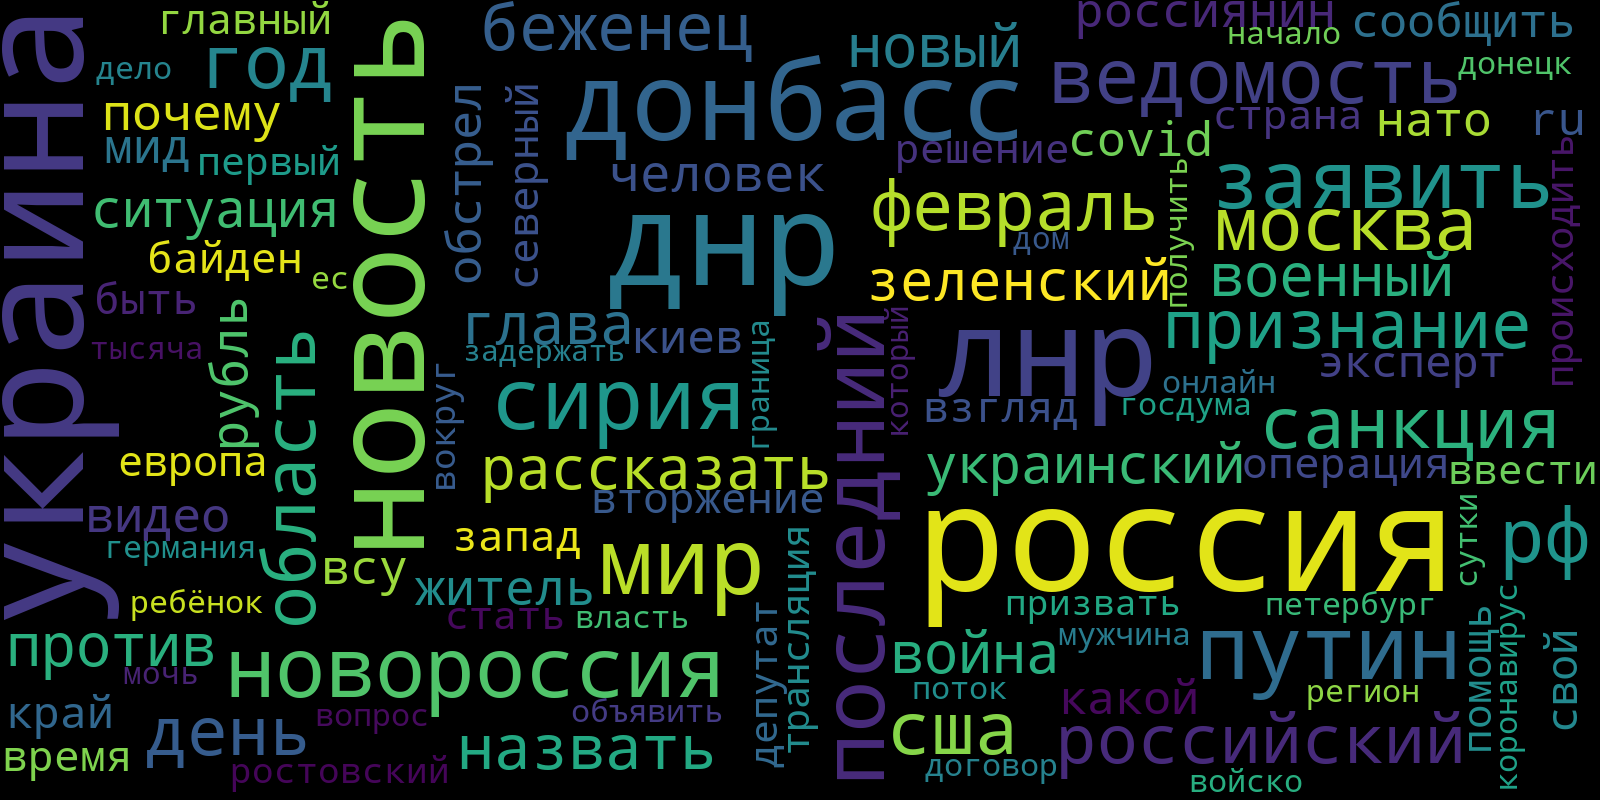 украина
главный
дело
год
почему
мид
первый
ситуация
байден
ес
быть
тысяча
рубль
область
европа
видео
германия
ребёнок
против
мочь
край
время
день
вопрос
ростовский
новость
беженец
обстрел
северный
донбасс
человек
днр
глава
киев
задержать
вокруг
граница
сирия
рассказать
вторжение
запад
всу
житель
мир
стать
власть
новороссия
объявить
назвать
депутат
трансляция
последний
который
новый
россиянин
начало
сообщить
ведомость
донецк
страна
нато
ru
covid
решение
заявить
февраль
получить
москва
дом
происходить
зеленский
военный
признание
лнр
эксперт
онлайн
госдума
взгляд
санкция
украинский
операция
ввести
россия
сутки
рф
призвать
петербург
мужчина
война
путин
поток
какой
регион
помощь
коронавирус
свой
сша
российский
договор
войско